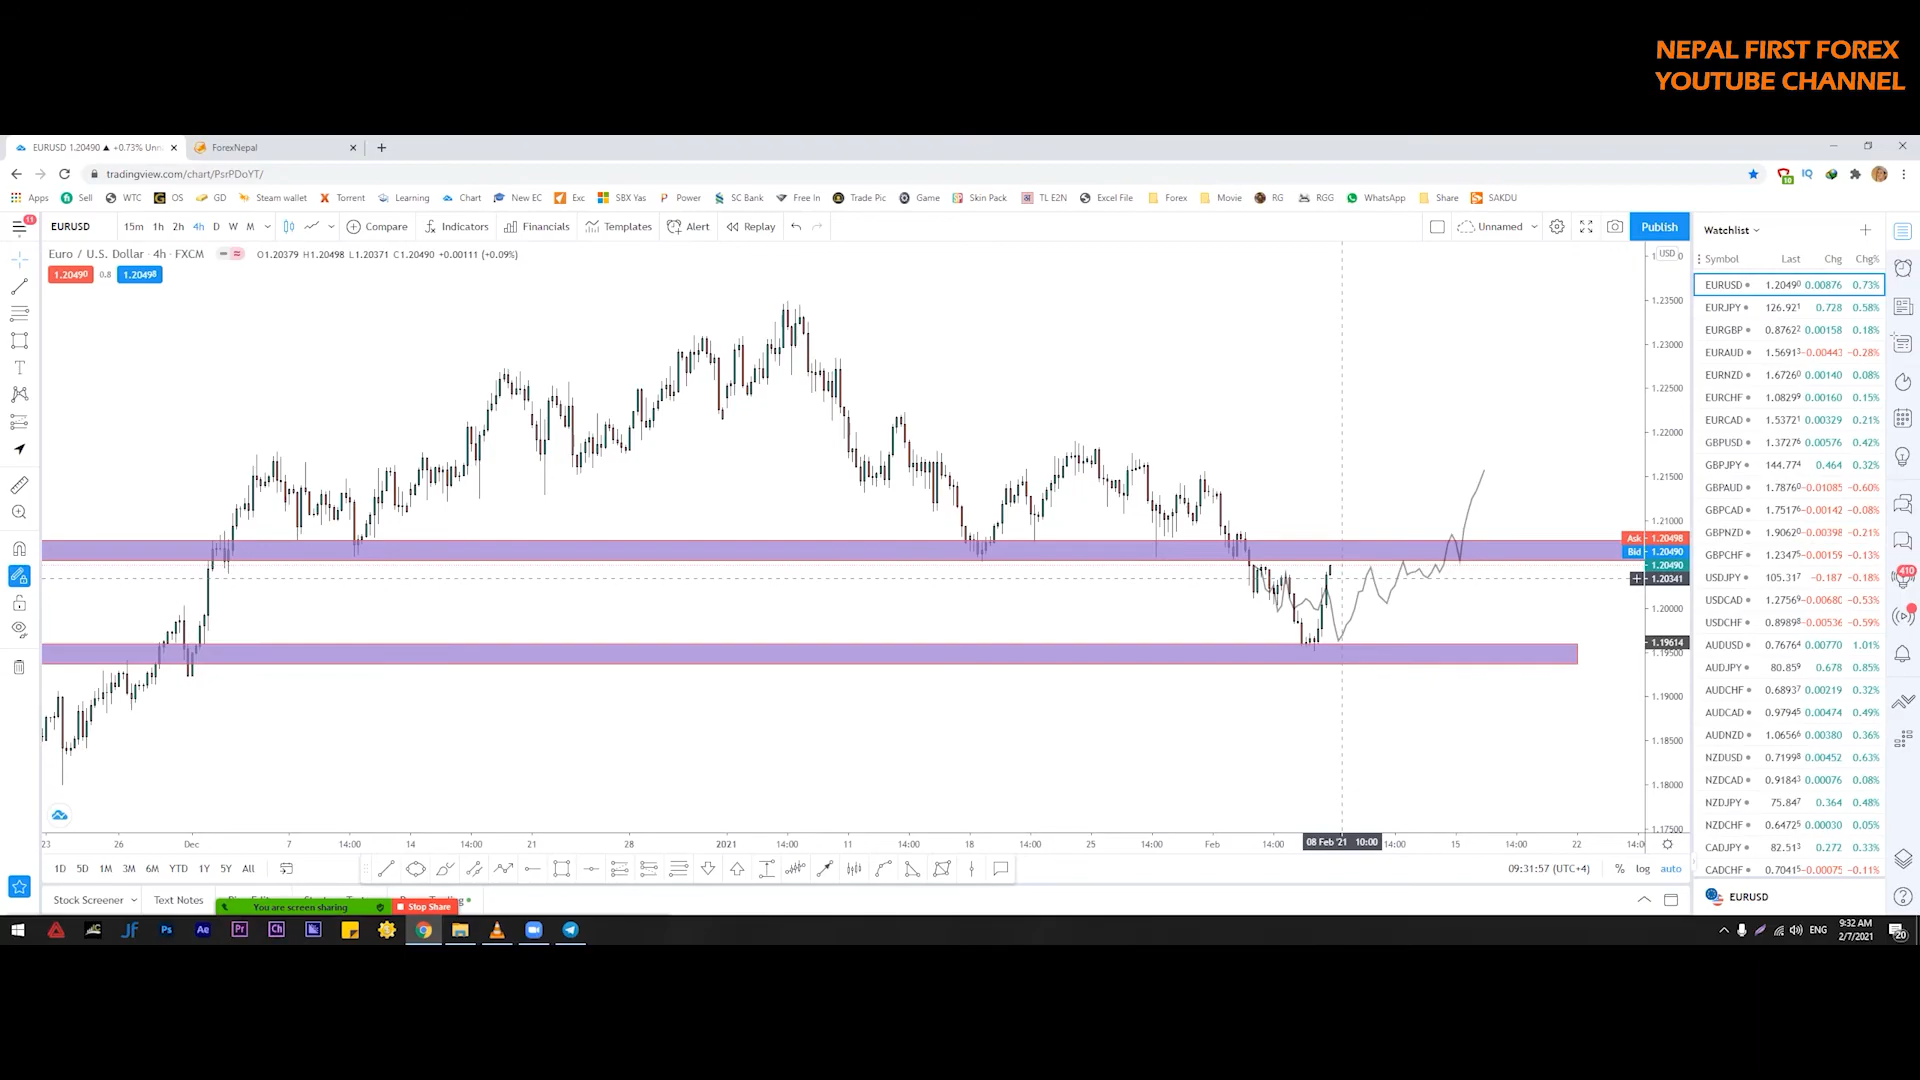 NEPAL FIRST FOREX
YOUTUBE CHANNEL
EURUSD 1.20490 ▲ +0.73% Unn
ForexNepal
tradingview.com/chart/PsrPDoYT/
Apps Sell WTC OS GD Steam wallet Torrent Learning Chart New EC Exc SBX Yas Power SC Bank Free In Trade Pic Game Skin Pack TL E2N Excel File Forex Movie RG RGG WhatsApp Share SAKDU
11
EURUSD 15m 1h 2h 4h D W M Compare Indicators Financials Templates Alert Replay Unnamed Publish
Euro / U.S. Dollar · 4h · FXCM O1.20379 H1.20498 L1.20371 C1.20490 +0.00111 (+0.09%)
1.20490 0.8 1.20498
USD
1.23500
1.23000
1.22500
1.22000
1.21500
1.21000
Ask 1.20498
Bid 1.20490
1.20490
1.20341
1.20000
1.19614
1.19500
1.19000
1.18500
1.18000
1.17500
23 26 Dec 7 14:00 14 14:00 21 28 14:00 2021 14:00 11 14:00 18 14:00 25 14:00 Feb 14:00 08 Feb '21 10:00 14:00 15 14:00 22 14:0
1D 5D 1M 3M 6M YTD 1Y 5Y All
09:31:57 (UTC+4) % log auto
Stock Screener Text Notes
You are screen sharing Stop Share
Watchlist
Symbol Last Chg Chg%
EURUSD 1.20490 0.00876 0.73%
EURJPY 126.921 0.728 0.58%
EURGBP 0.87622 0.00158 0.18%
EURAUD 1.56913 -0.00443 -0.28%
EURNZD 1.67260 0.00140 0.08%
EURCHF 1.08299 0.00160 0.15%
EURCAD 1.53721 0.00329 0.21%
GBPUSD 1.37276 0.00576 0.42%
GBPJPY 144.774 0.464 0.32%
GBPAUD 1.78760 -0.01085 -0.60%
GBPCAD 1.75176 -0.00142 -0.08%
GBPNZD 1.90620 -0.00398 -0.21%
GBPCHF 1.23475 -0.00159 -0.13%
USDJPY 105.317 -0.187 -0.18%
USDCAD 1.27569 -0.00680 -0.53%
USDCHF 0.89898 -0.00536 -0.59%
AUDUSD 0.76764 0.00770 1.01%
AUDJPY 80.859 0.678 0.85%
AUDCHF 0.68937 0.00219 0.32%
AUDCAD 0.97945 0.00474 0.49%
AUDNZD 1.06566 0.00380 0.36%
NZDUSD 0.71998 0.00452 0.63%
NZDCAD 0.91843 0.00076 0.08%
NZDJPY 75.847 0.364 0.48%
NZDCHF 0.64725 0.00030 0.05%
CADJPY 82.513 0.272 0.33%
CADCHF 0.70415 -0.00075 -0.11%
EURUSD
410
ENG
9:32 AM
2/7/2021
20